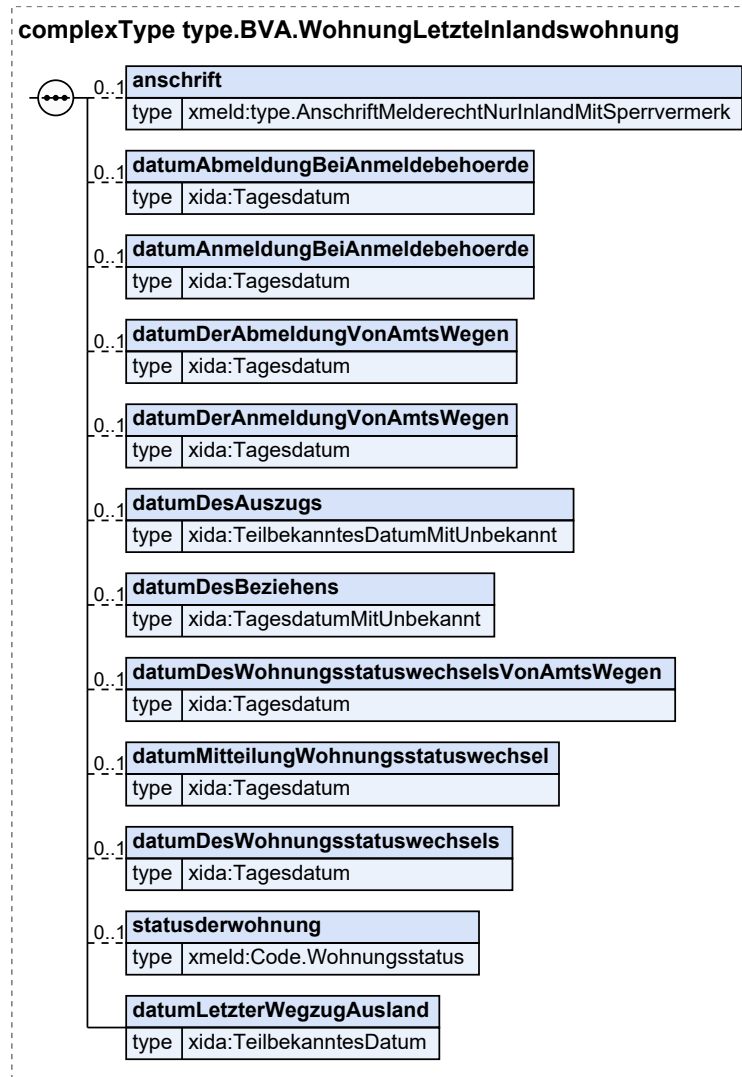 complexType type.BVA.WohnungLetzteInlandswohnung
0..1 anschrift
type xmeld:type.AnschriftMelderechtNurInlandMitSperrvermerk
0..1 datumAbmeldungBeiAnmeldebehoerde
type xida:Tagesdatum
0..1 datumAnmeldungBeiAnmeldebehoerde
type xida:Tagesdatum
0..1 datumDerAbmeldungVonAmtsWegen
type xida:Tagesdatum
0..1 datumDerAnmeldungVonAmtsWegen
type xida:Tagesdatum
0..1 datumDesAuszugs
type xida:TeilbekanntesDatumMitUnbekannt
0..1 datumDesBeziehens
type xida:TagesdatumMitUnbekannt
0..1 datumDesWohnungsstatuswechselsVonAmtsWegen
type xida:Tagesdatum
0..1 datumMitteilungWohnungsstatuswechsel
type xida:Tagesdatum
0..1 datumDesWohnungsstatuswechsels
type xida:Tagesdatum
0..1 statusderwohnung
type xmeld:Code.Wohnungsstatus
datumLetzterWegzugAusland
type xida:TeilbekanntesDatum